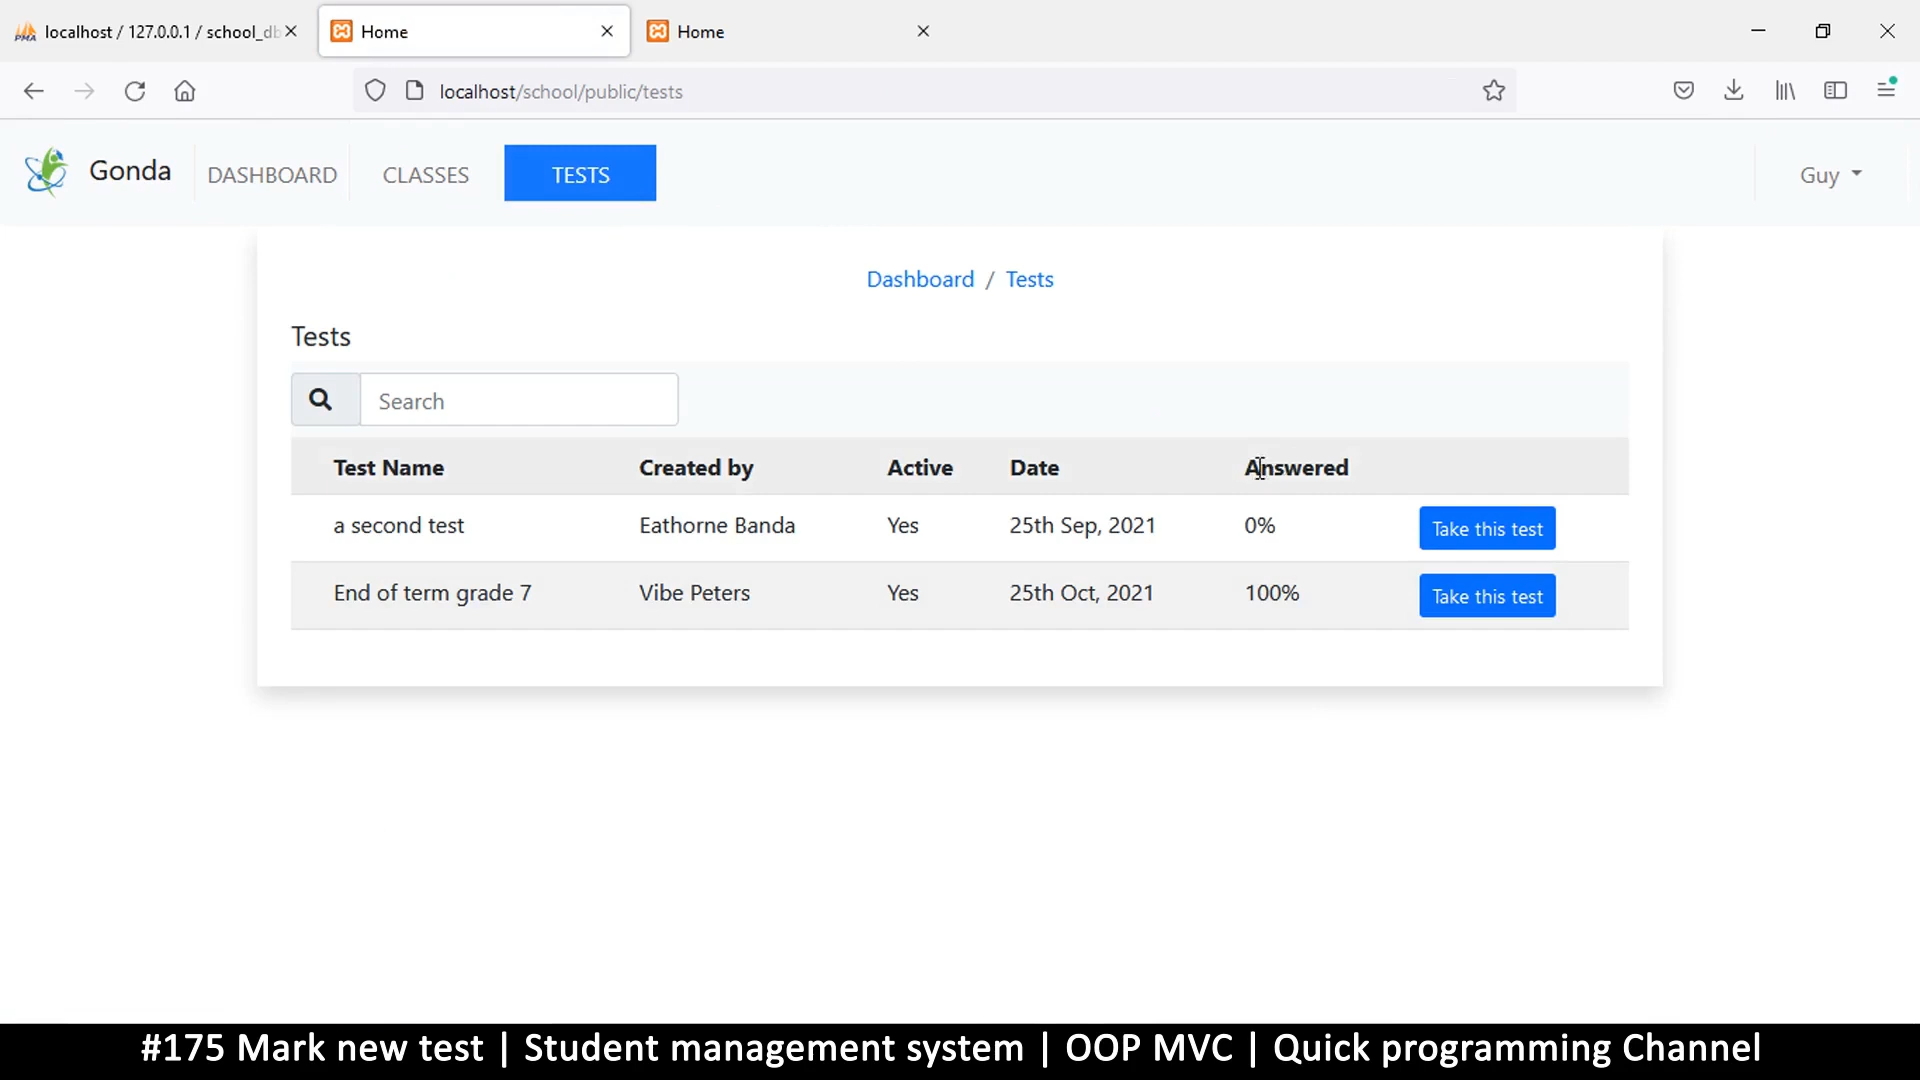 localhost / 127.0.0.1 / school_db
Home
Home
localhost/school/public/tests
Gonda
DASHBOARD
CLASSES
TESTS
Guy
Dashboard / Tests
Tests
Search
Test Name Created by Active Date Answered
a second test Eathorne Banda Yes 25th Sep, 2021 0% Take this test
End of term grade 7 Vibe Peters Yes 25th Oct, 2021 100% Take this test
#175 Mark new test | Student management system | OOP MVC | Quick programming Channel